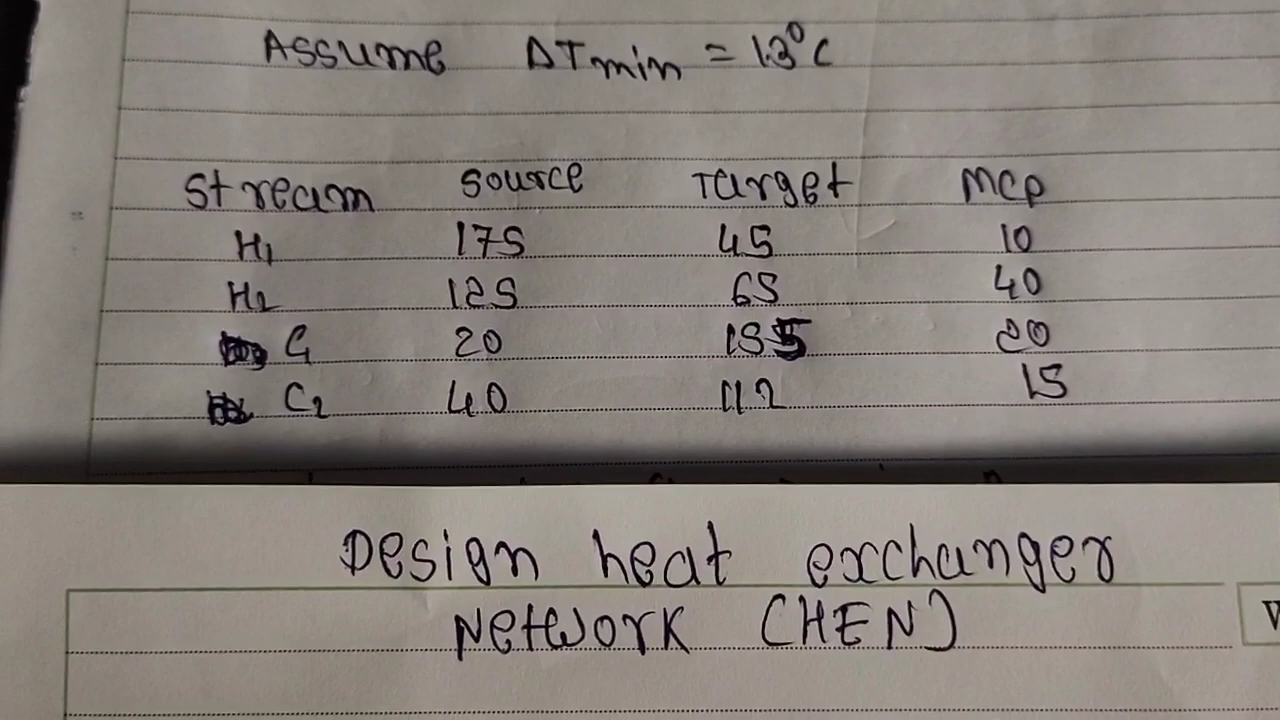 Assume ΔTmin = 13°C
Stream Source Target Mcp
H1 175 45 10
H2 125 65 40
C1 20 155 20
C2 40 112 15
Design heat exchanger
Network (HEN)